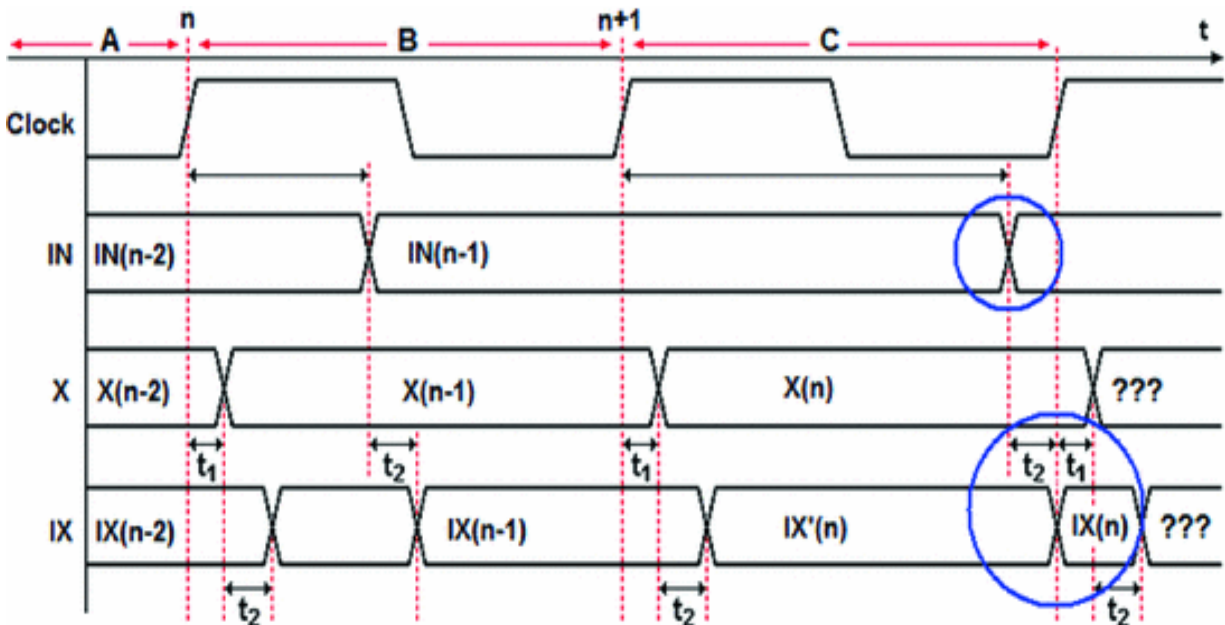 n
n+1
A
B
C
t
Clock
IN
IN(n-2)
IN(n-1)
X
X(n-2)
X(n-1)
X(n)
???
t₁
t₂
t₁
t₂
t₁
IX
IX(n-2)
IX(n-1)
IX'(n)
IX(n)
???
t₂
t₂
t₂